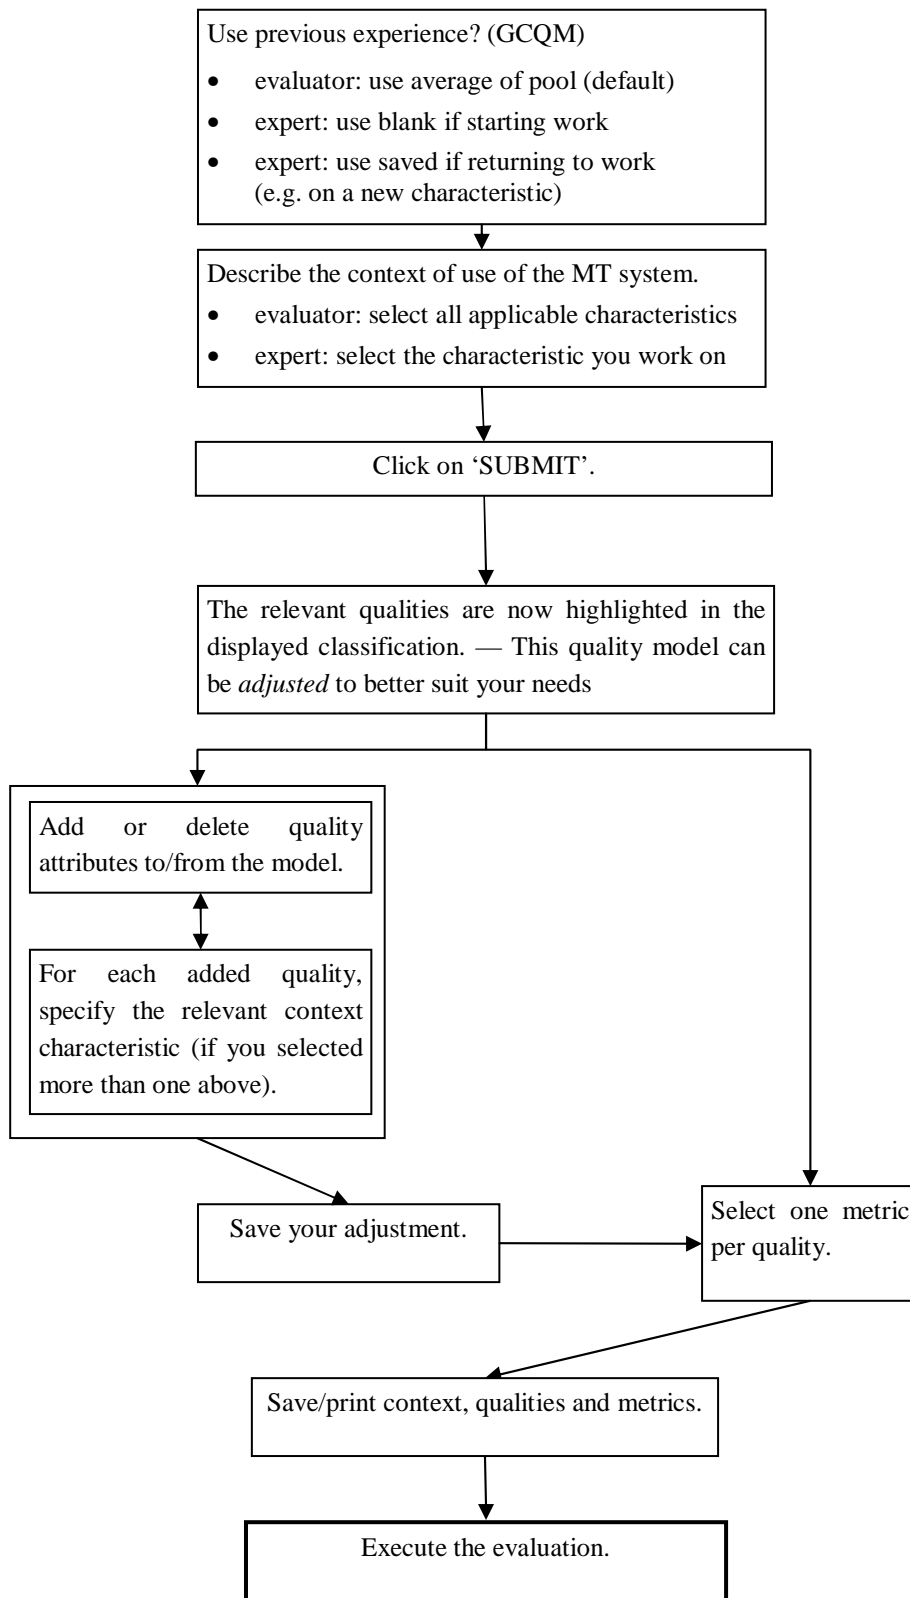 Use previous experience? (GCQM)
• evaluator: use average of pool (default)
• expert: use blank if starting work
• expert: use saved if returning to work
(e.g. on a new characteristic)
Describe the context of use of the MT system.
• evaluator: select all applicable characteristics
• expert: select the characteristic you work on
Click on ‘SUBMIT’.
The relevant qualities are now highlighted in the
displayed classification. — This quality model can
be adjusted to better suit your needs
Add or delete quality
attributes to/from the model.
For each added quality,
specify the relevant context
characteristic (if you selected
more than one above).
Save your adjustment.
Select one metric
per quality.
Save/print context, qualities and metrics.
Execute the evaluation.